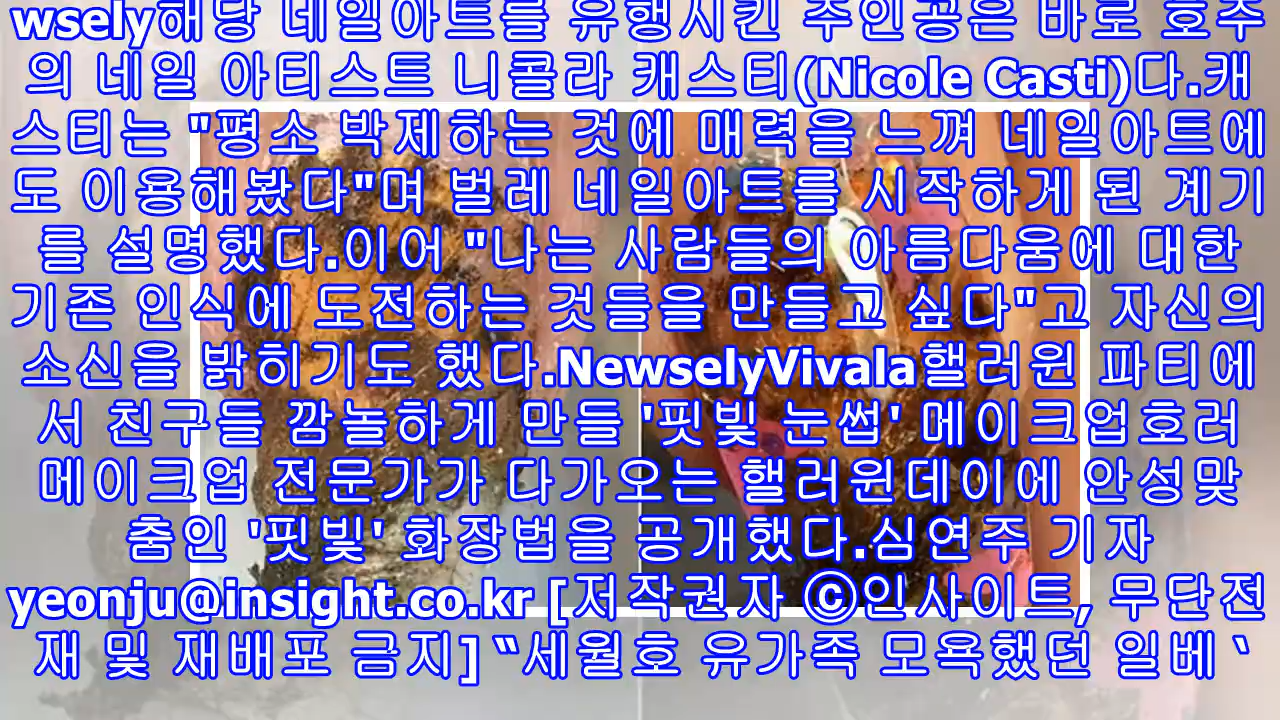 wsely해당 네일아트를 유행시킨 주인공은 바로 호주
의 네일 아티스트 니콜라 캐스티(Nicole Casti)다.캐
스티는 "평소 박제하는 것에 매력을 느껴 네일아트에
도 이용해봤다"며 벌레 네일아트를 시작하게 된 계기
를 설명했다.이어 "나는 사람들의 아름다움에 대한
기존 인식에 도전하는 것들을 만들고 싶다"고 자신의
소신을 밝히기도 했다.NewselyVivala핼러윈 파티에
서 친구들 깜놀하게 만들 '핏빛 눈썹' 메이크업호러
메이크업 전문가가 다가오는 핼러윈데이에 안성맞
춤인 '핏빛' 화장법을 공개했다.심연주 기자
yeonju@insight.co.kr [저작권자 ⓒ인사이트, 무단전
재 및 재배포 금지] “세월호 유가족 모욕했던 일베 ‘